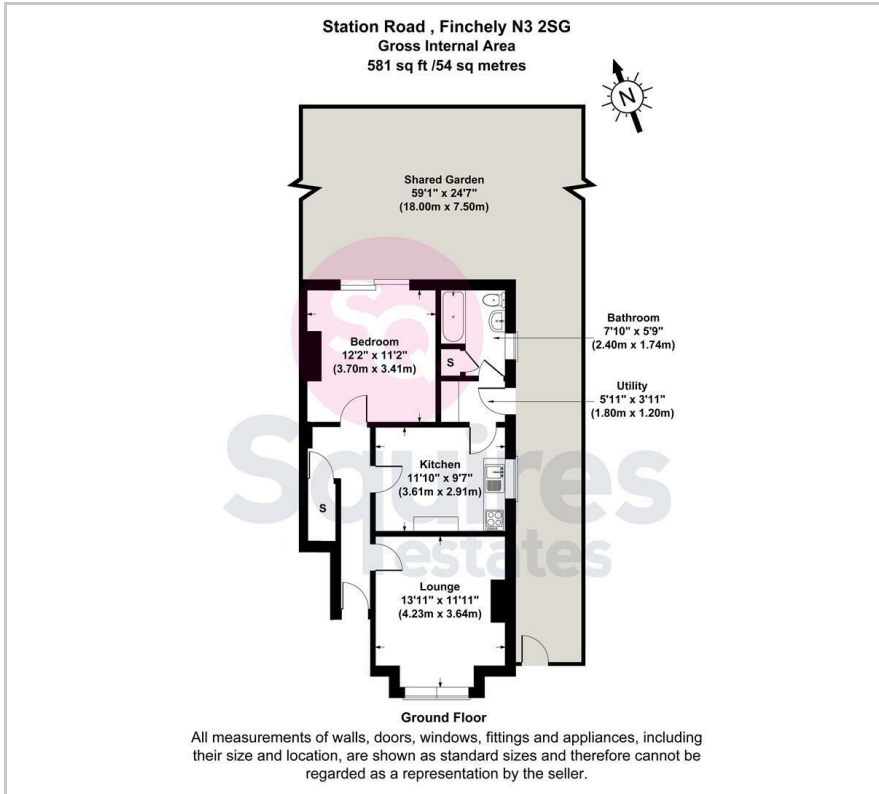 Station Road , Finchely N3 2SG
Gross Internal Area
581 sq ft /54 sq metres
N
Shared Garden
59'1" x 24'7"
(18.00m x 7.50m)
SQ
Bedroom
12'2" x 11'2"
(3.70m x 3.41m)
Bathroom
7'10" x 5'9"
(2.40m x 1.74m)
S
Utility
5'11" x 3'11"
(1.80m x 1.20m)
Squires
estates
Kitchen
11'10" x 9'7"
(3.61m x 2.91m)
S
Lounge
13'11" x 11'11"
(4.23m x 3.64m)
Ground Floor
All measurements of walls, doors, windows, fittings and appliances, including
their size and location, are shown as standard sizes and therefore cannot be
regarded as a representation by the seller.